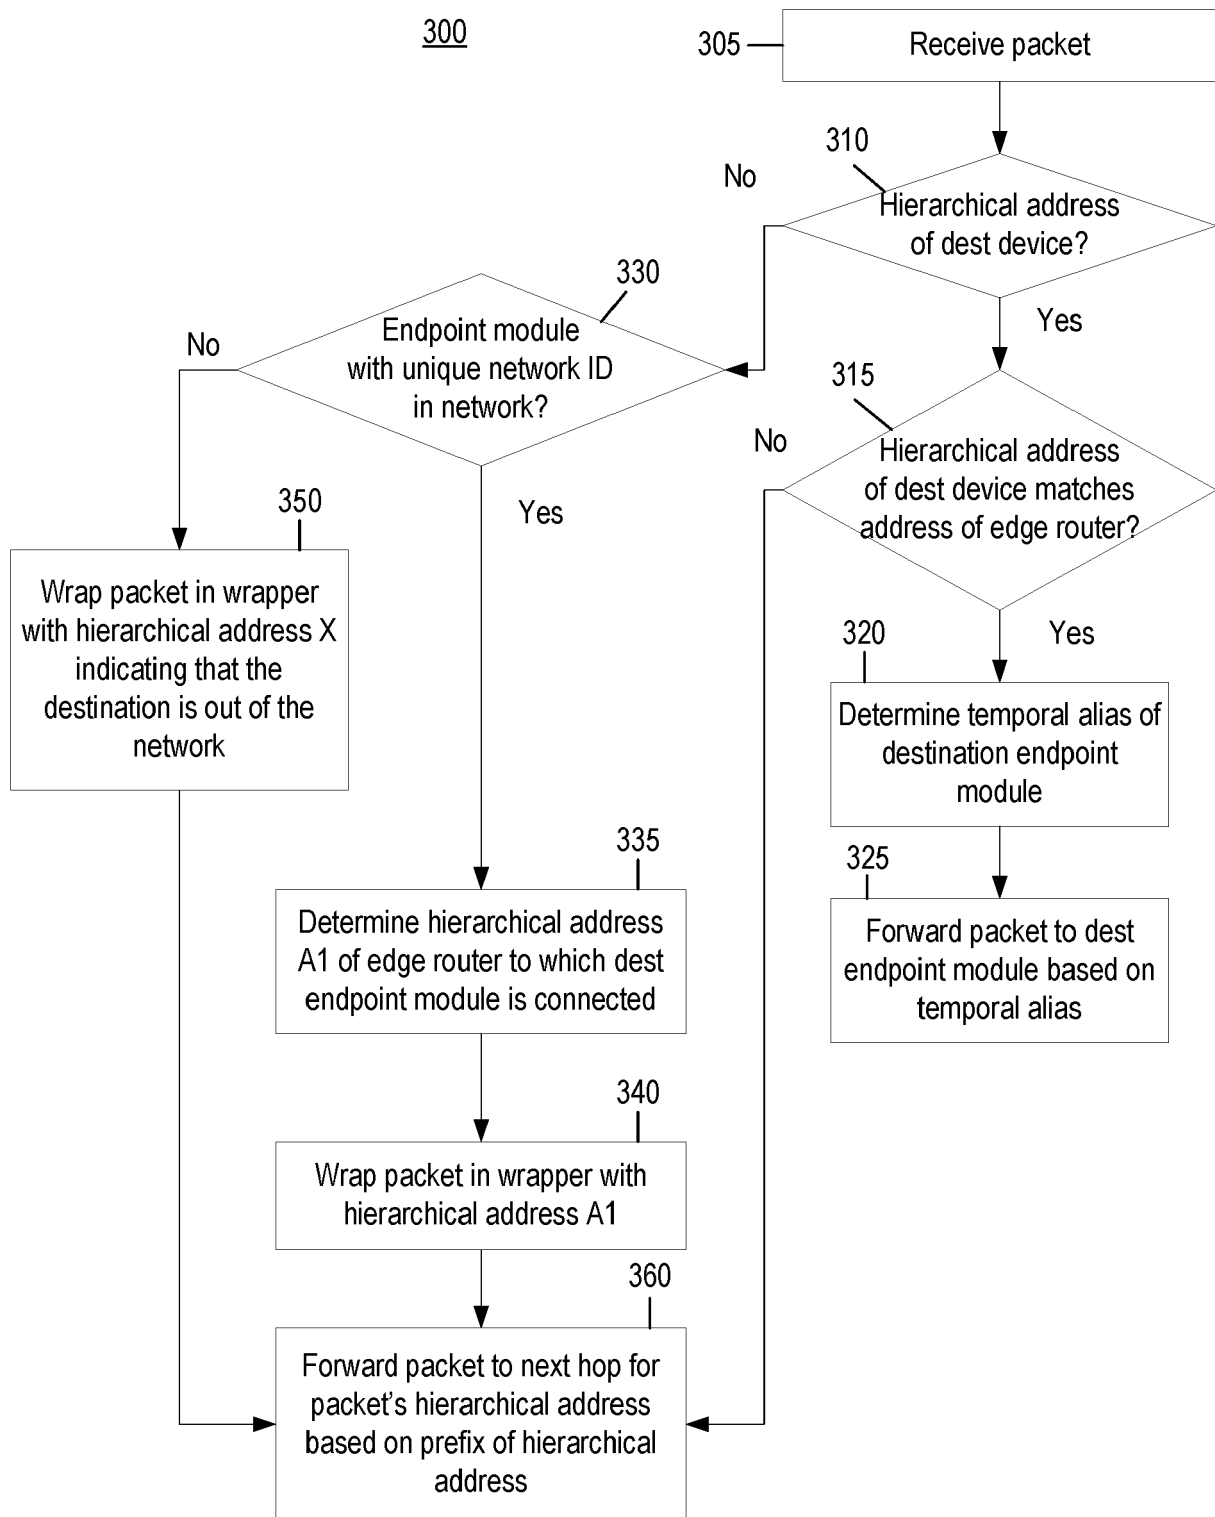 300
305
Receive packet
310
No
Hierarchical address
of dest device?
Yes
330
No
Endpoint module
with unique network ID
in network?
Yes
315
No
Hierarchical address
of dest device matches
address of edge router?
Yes
350
Wrap packet in wrapper
with hierarchical address X
indicating that the
destination is out of the
network
320
Determine temporal alias of
destination endpoint
module
325
Forward packet to dest
endpoint module based on
temporal alias
335
Determine hierarchical address
A1 of edge router to which dest
endpoint module is connected
340
Wrap packet in wrapper with
hierarchical address A1
360
Forward packet to next hop for
packet’s hierarchical address
based on prefix of hierarchical
address